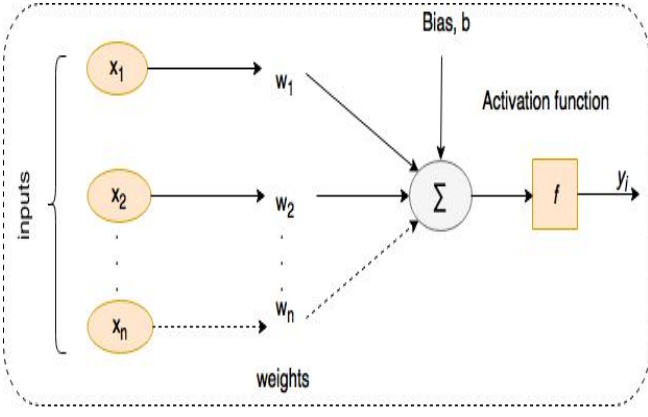 Bias, b
x1
w1
Activation function
inputs
x2
w2
Σ
f
yi
xn
wn
weights